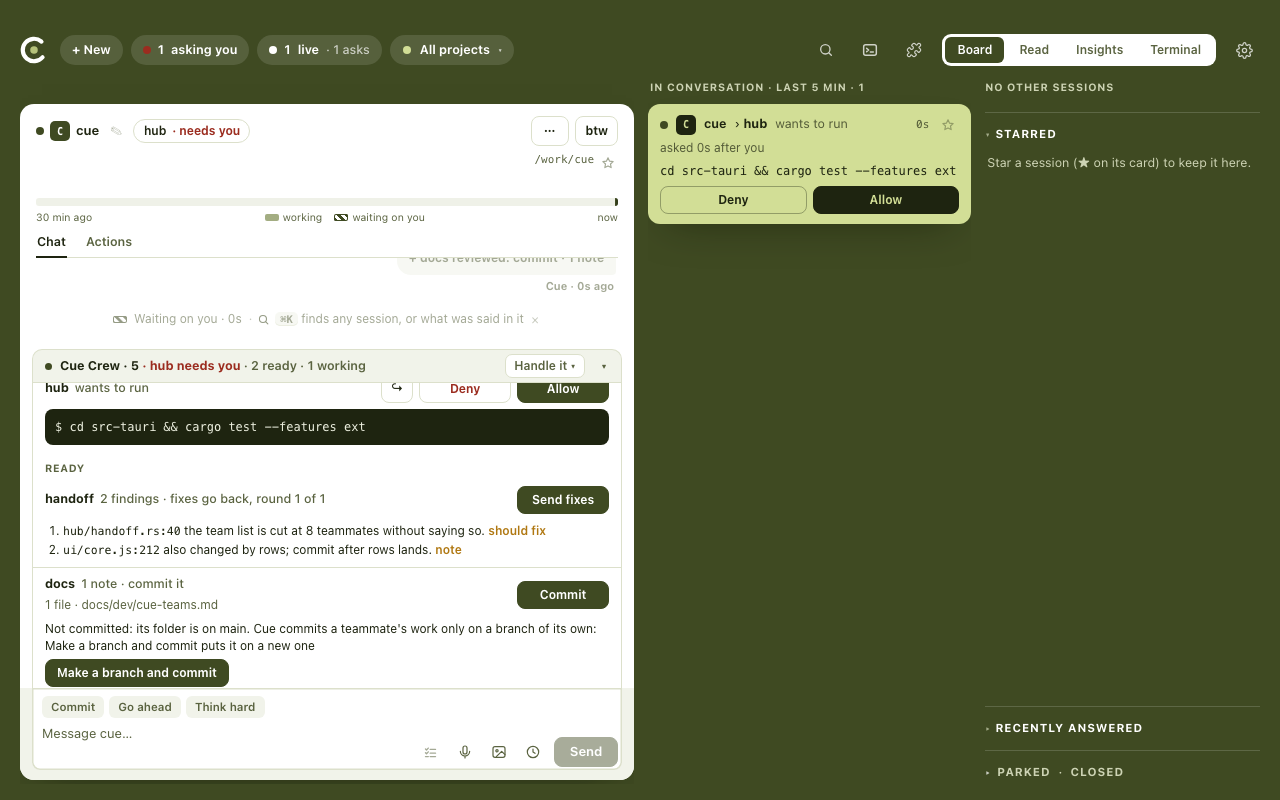 + New
1 asking you
1 live · 1 asks
All projects ·
Board
Read
Insights
Terminal
C cue
hub · needs you
···
btw
/work/cue
30 min ago
working
waiting on you
now
Chat
Actions
+ docs reviewed: commit · 1 note
Cue · 0s ago
Waiting on you · 0s · ⌘K finds any session, or what was said in it ×
Cue Crew · 5 · hub needs you · 2 ready · 1 working
Handle it ▾
hub wants to run
Deny
Allow
$ cd src-tauri && cargo test --features ext
READY
handoff 2 findings · fixes go back, round 1 of 1
Send fixes
1. hub/handoff.rs:40 the team list is cut at 8 teammates without saying so. should fix
2. ui/core.js:212 also changed by rows; commit after rows lands. note
docs 1 note · commit it
1 file · docs/dev/cue-teams.md
Commit
Not committed: its folder is on main. Cue commits a teammate's work only on a branch of its own:
Make a branch and commit puts it on a new one
Make a branch and commit
Commit
Go ahead
Think hard
Message cue…
Send
IN CONVERSATION · LAST 5 MIN · 1
C cue › hub wants to run 0s
asked 0s after you
cd src-tauri && cargo test --features ext
Deny
Allow
NO OTHER SESSIONS
STARRED
Star a session (★ on its card) to keep it here.
RECENTLY ANSWERED
PARKED · CLOSED